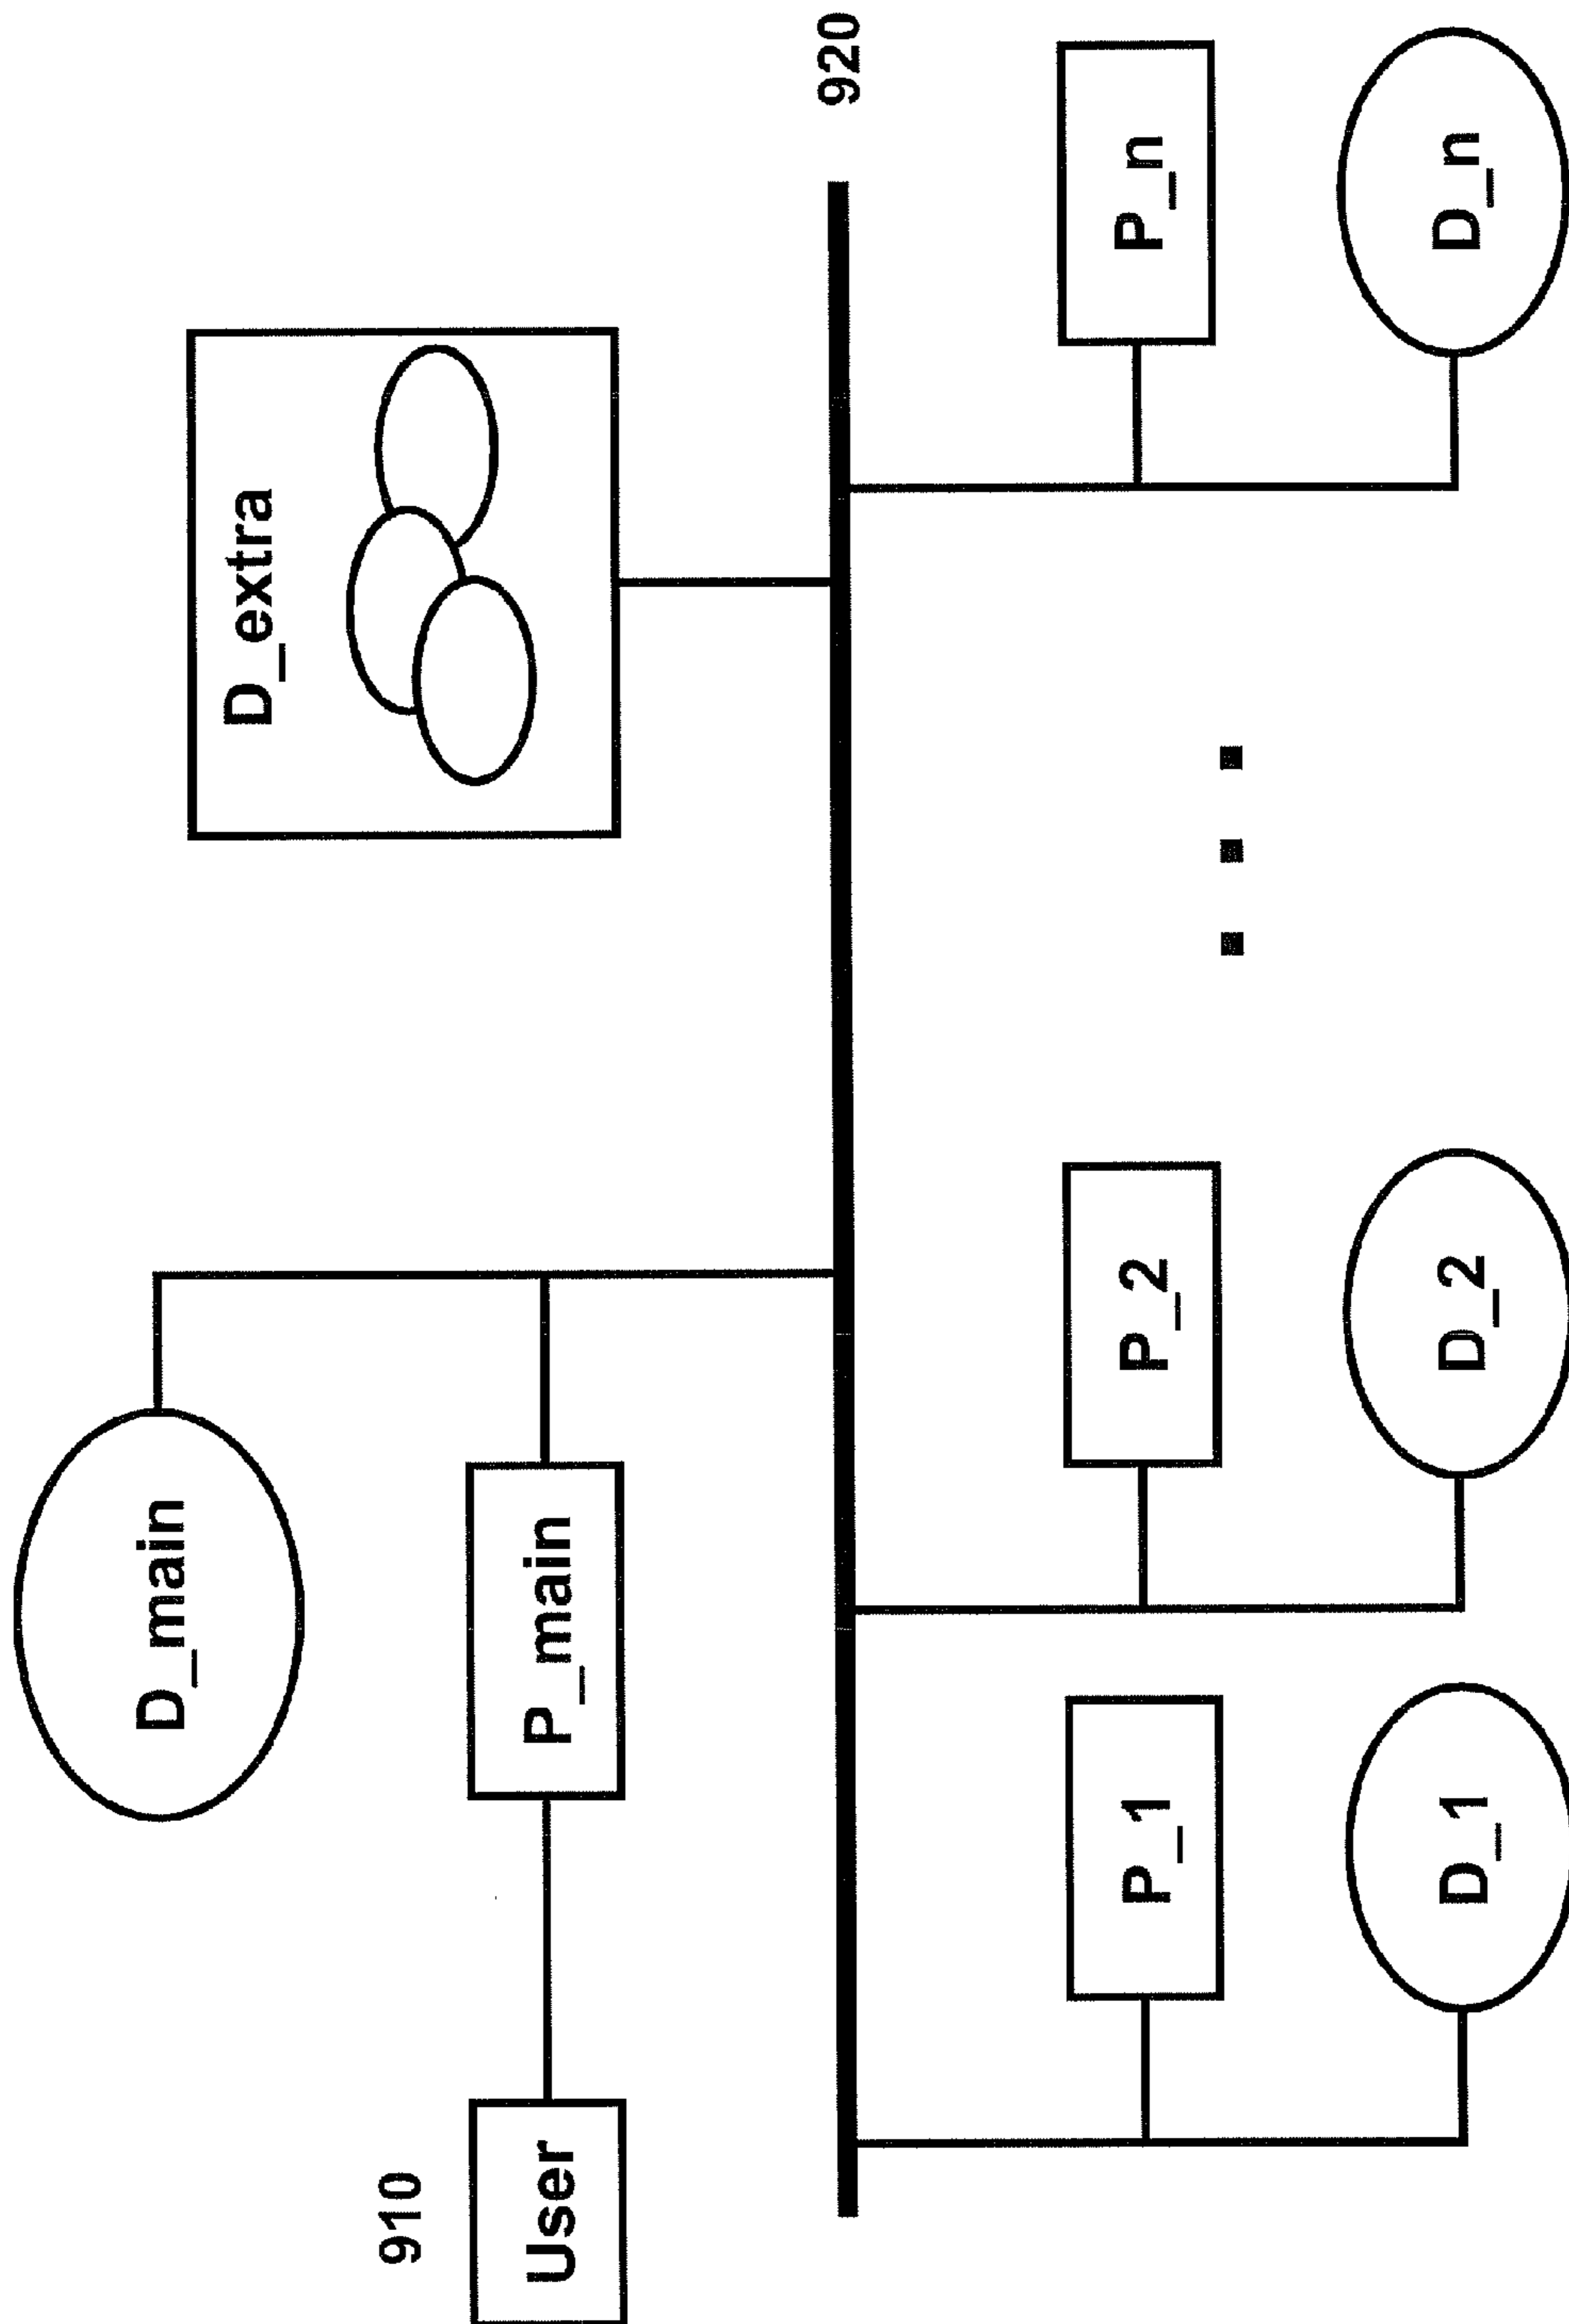 D_main
D_extra
910
User
P_main
920
P_1
P_2
P_n
D_1
D_2
D_n